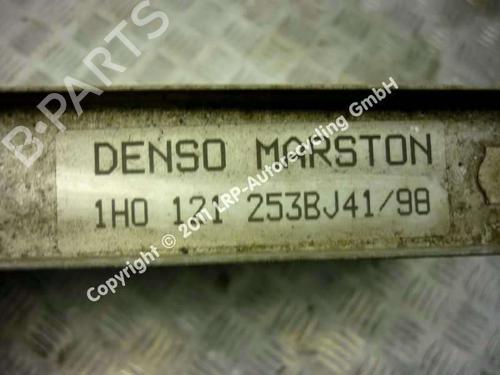 B-PARTS
DENSO MARSTON
1H0 121 253BJ41/98
Copyright © 2011 LRP-Autorecycling GmbH